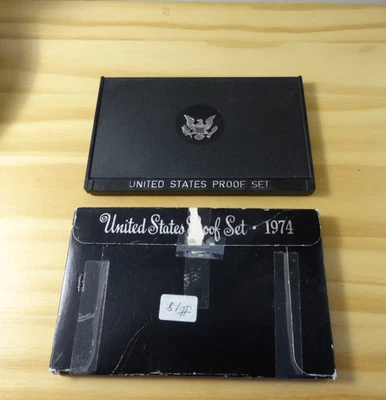 UNITED STATES PROOF SET
United States Proof Set · 1974